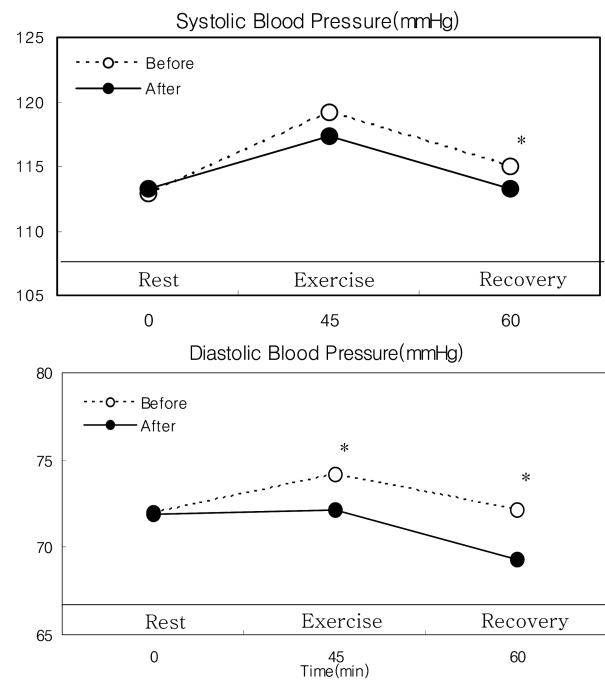 Systolic Blood Pressure(mmHg)
125
Before
After
120
*
115
110
Rest Exercise Recovery
105
0 45 60
Diastolic Blood Pressure(mmHg)
80
Before
After
*
75
*
70
Rest Exercise Recovery
65
0 45 60
Time(min)